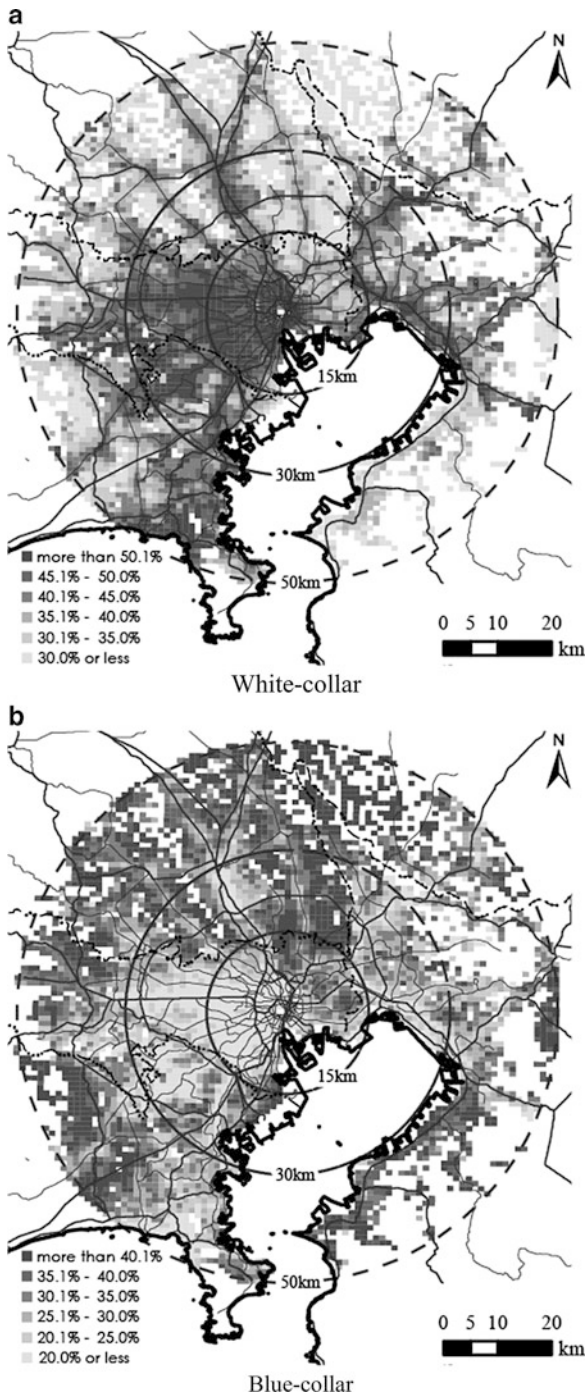 a
N
15km
30km
50km
more than 50.1%
45.1% - 50.0%
40.1% - 45.0%
35.1% - 40.0%
30.1% - 35.0%
30.0% or less
0 5 10 20
km
White-collar
b
N
15km
30km
50km
more than 40.1%
35.1% - 40.0%
30.1% - 35.0%
25.1% - 30.0%
20.1% - 25.0%
20.0% or less
0 5 10 20
km
Blue-collar